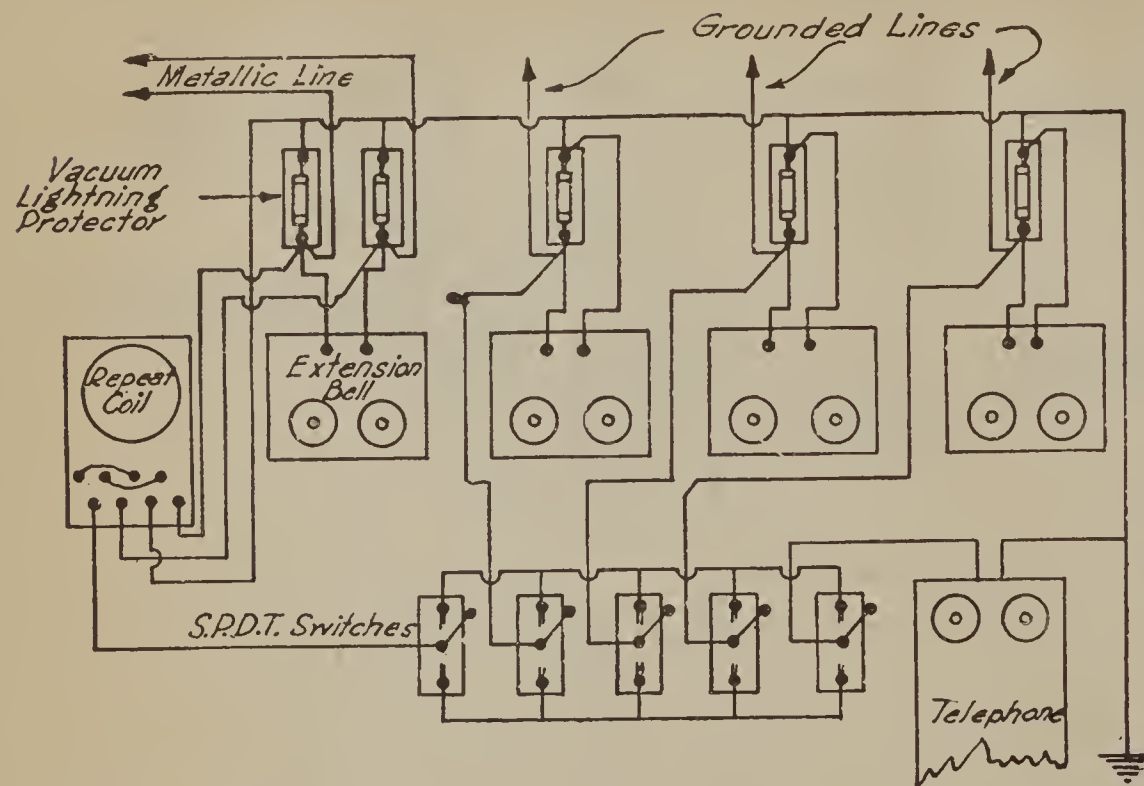 Grounded Lines
Metallic Line
Vacuum
Lightning
Protector
Repeat
Coil
Extension
Bell
S.P.D.T. Switches
Telephone